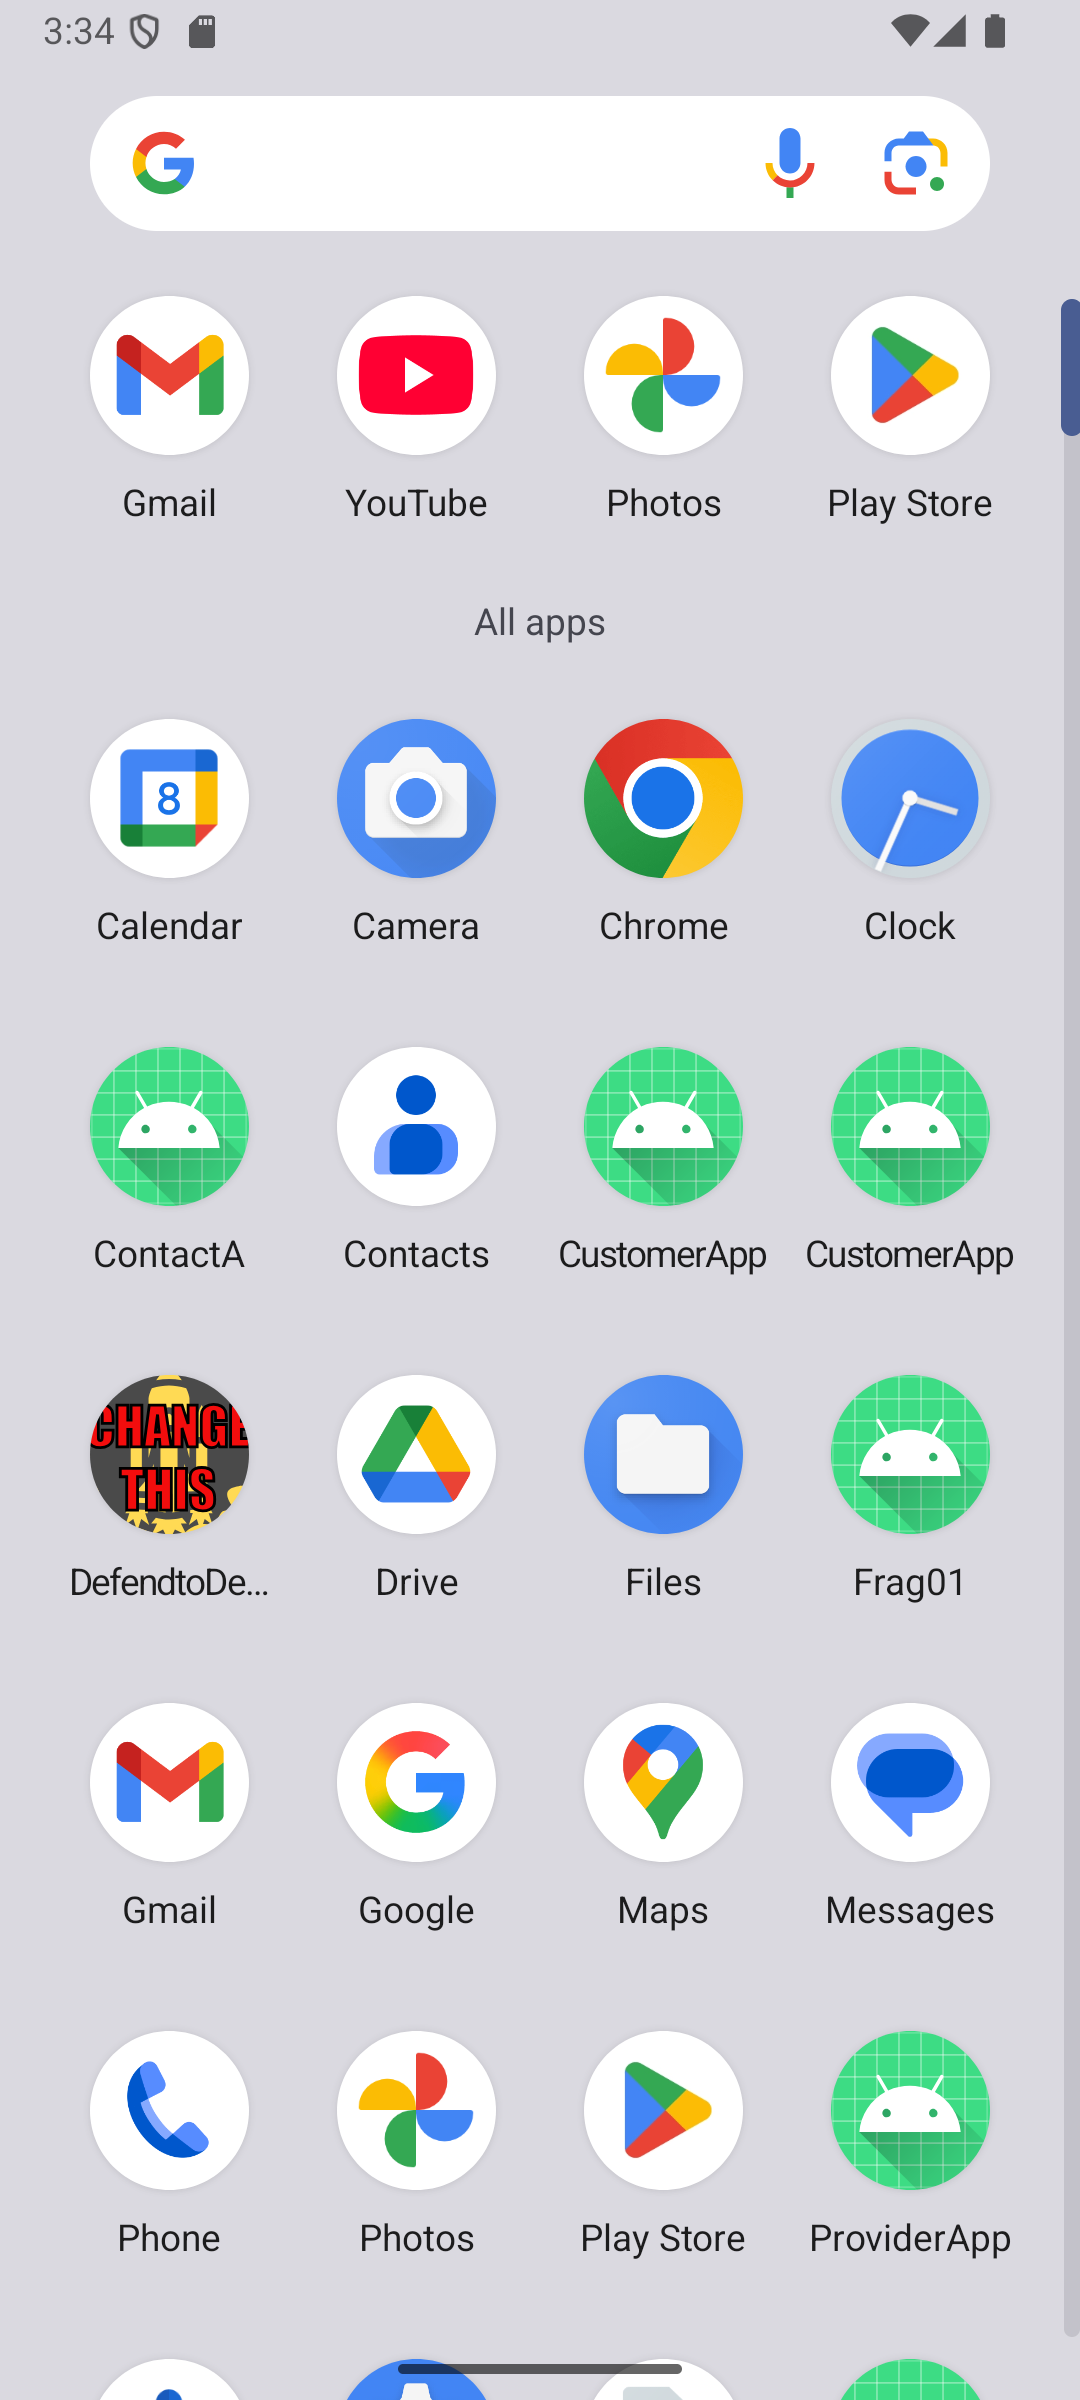 3:34
Gmail
YouTube
Photos
Play Store
All apps
8
Calendar
Camera
Chrome
Clock
ContactA
Contacts
CustomerApp
CustomerApp
CHANGE
THIS
DefendtoDe...
Drive
Files
Frag01
Gmail
Google
Maps
Messages
Phone
Photos
Play Store
ProviderApp